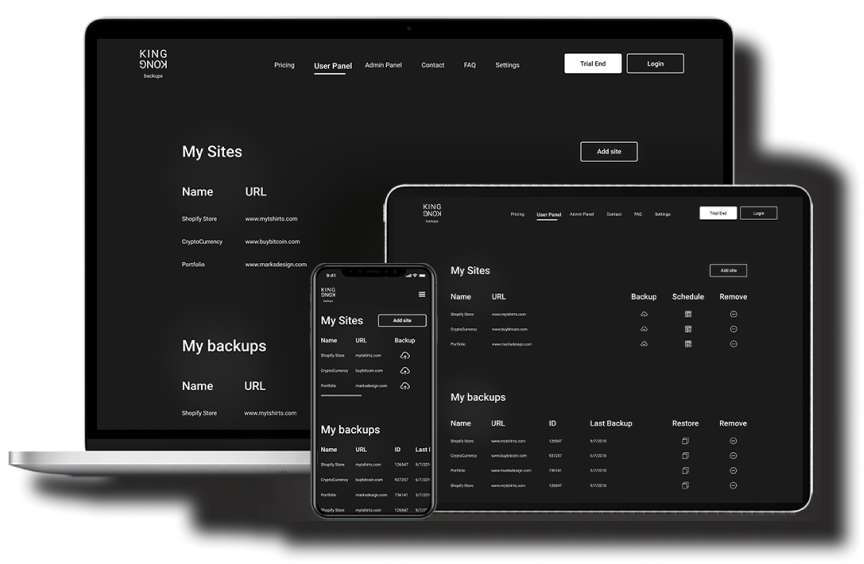 KING
KONG
backups
Pricing User Panel Admin Panel Contact FAQ Settings Trial End Login
My Sites Add site
Name URL
Shopify Store www.mytshirts.com
CryptoCurrency www.buybitcoin.com
Portfolio www.marksdesign.com
My backups
Name URL
Shopify Store www.mytshirts.com
KING
KONG
backups
Pricing User Panel Admin Panel Contact FAQ Settings Trial End Login
My Sites Add site
Name URL Backup Schedule Remove
Shopify Store www.mytshirts.com
CryptoCurrency www.buybitcoin.com
Portfolio www.marksdesign.com
My backups
Name URL ID Last Backup Restore Remove
Shopify Store www.mytshirts.com 126547 9/7/2018
CryptoCurrency www.buybitcoin.com 937257 6/7/2018
Portfolio www.marksdesign.com 736141 9/7/2018
Shopify Store www.mytshirts.com 126547 9/7/2018
9:41
KING
KONG
backups
My Sites Add site
Name URL Backup
Shopify Store mytshirts.com
CryptoCurrency buybitcoin.com
Portfolio marksdesign.com
My backups
Name URL ID Last
Shopify Store mytshirts.com 126547 9/7/201
CryptoCurrency buybitcoin.com 937257 6/7/201
Portfolio marksdesign.com 736141 9/7/201
Shopify Store mytshirts.com 126547 9/7/201